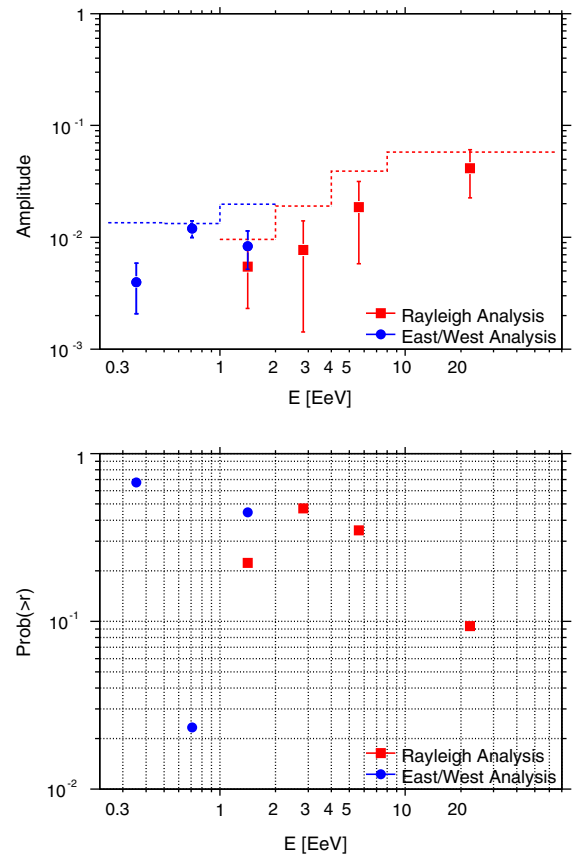 1
10⁻¹
10⁻²
10⁻³
Amplitude
Rayleigh Analysis
East/West Analysis
0.3 1 2 3 4 5 10 20
E [EeV]
1
10⁻¹
10⁻²
Prob(>r)
Rayleigh Analysis
East/West Analysis
0.3 1 2 3 4 5 10 20
E [EeV]